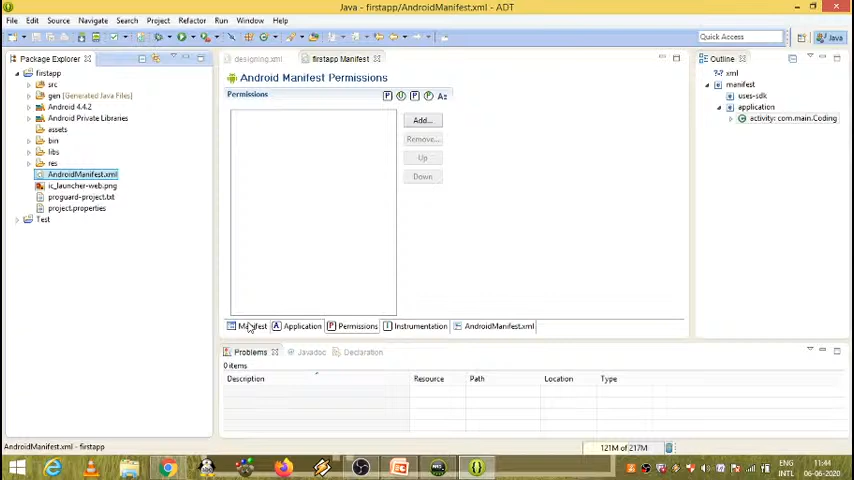 Java - firstapp/AndroidManifest.xml - ADT
File Edit Navigate Search Project Refactor Run Window Help
Quick Access
Java
Package Explorer
designing.xml
firstapp Manifest
Outline
firstapp
src
gen [Generated Java Files]
Android 4.4.2
Android Private Libraries
assets
bin
libs
res
AndroidManifest.xml
ic_launcher-web.png
proguard-project.txt
project.properties
Test
Android Manifest Permissions
Permissions
Add...
Remove...
Up
Down
xml
manifest
uses-sdk
application
activity: com.main.Coding
Manifest
Application
Permissions
Instrumentation
AndroidManifest.xml
Problems
Javadoc
Declaration
0 items
Description Resource Path Location Type
AndroidManifest.xml - firstapp
121M of 217M
ENG
INTL
11:44
06-06-2020